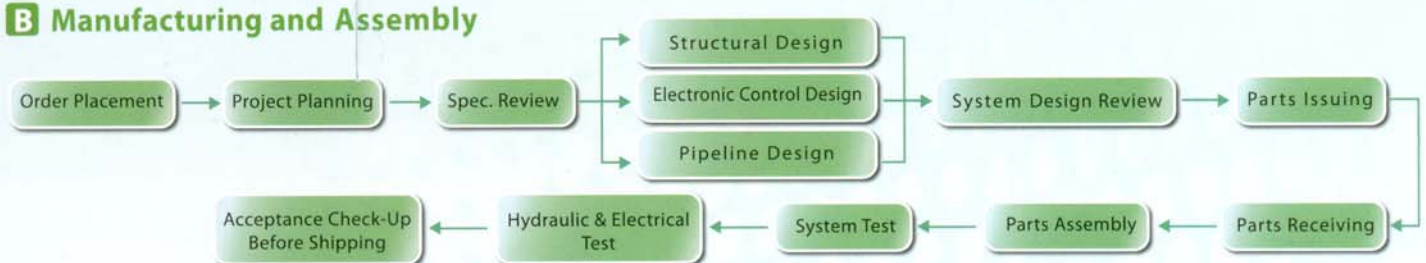 B Manufacturing and Assembly
Order Placement
Project Planning
Spec. Review
Structural Design
Electronic Control Design
Pipeline Design
System Design Review
Parts Issuing
Parts Receiving
Parts Assembly
System Test
Hydraulic & Electrical
Test
Acceptance Check-Up
Before Shipping